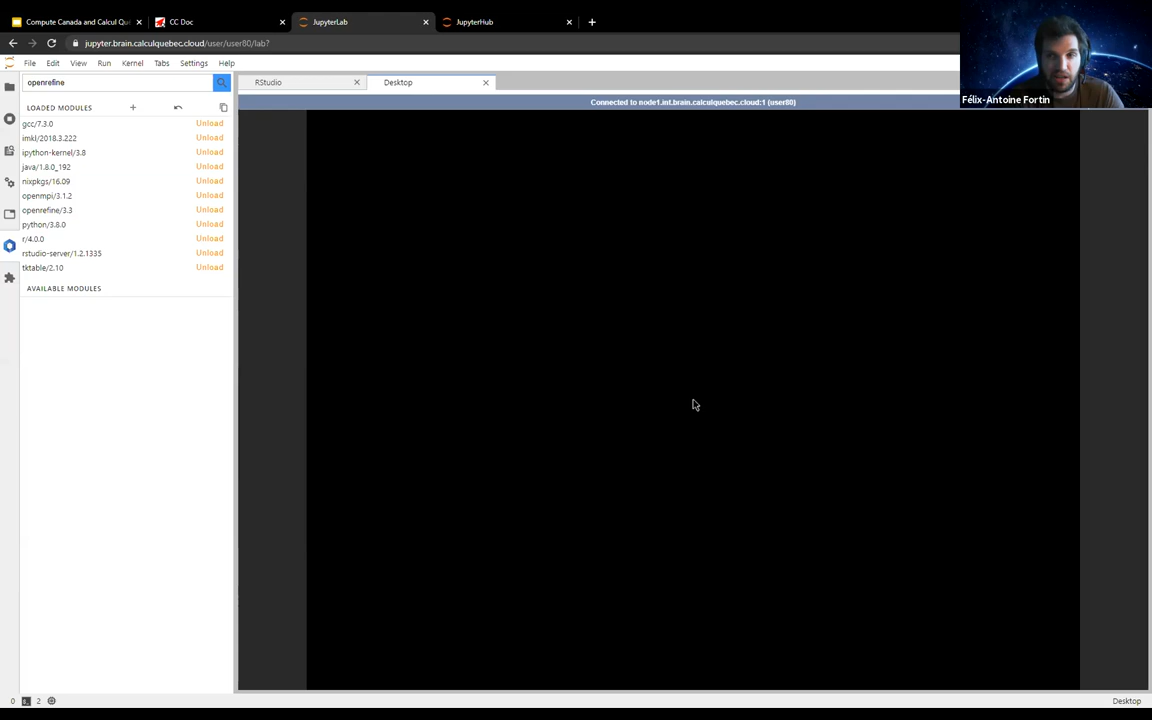 Compute Canada and Calcul Qu
CC Doc
JupyterLab
JupyterHub
jupyter.brain.calculquebec.cloud/user/user80/lab?
File Edit View Run Kernel Tabs Settings Help
openrefine
RStudio
Desktop
Connected to node1.int.brain.calculquebec.cloud:1 (user80)
Félix-Antoine Fortin
LOADED MODULES
gcc/7.3.0 Unload
imkl/2018.3.222 Unload
ipython-kernel/3.8 Unload
java/1.8.0_192 Unload
nixpkgs/16.09 Unload
openmpi/3.1.2 Unload
openrefine/3.3 Unload
python/3.8.0 Unload
r/4.0.0 Unload
rstudio-server/1.2.1335 Unload
tktable/2.10 Unload
AVAILABLE MODULES
0 2
Desktop